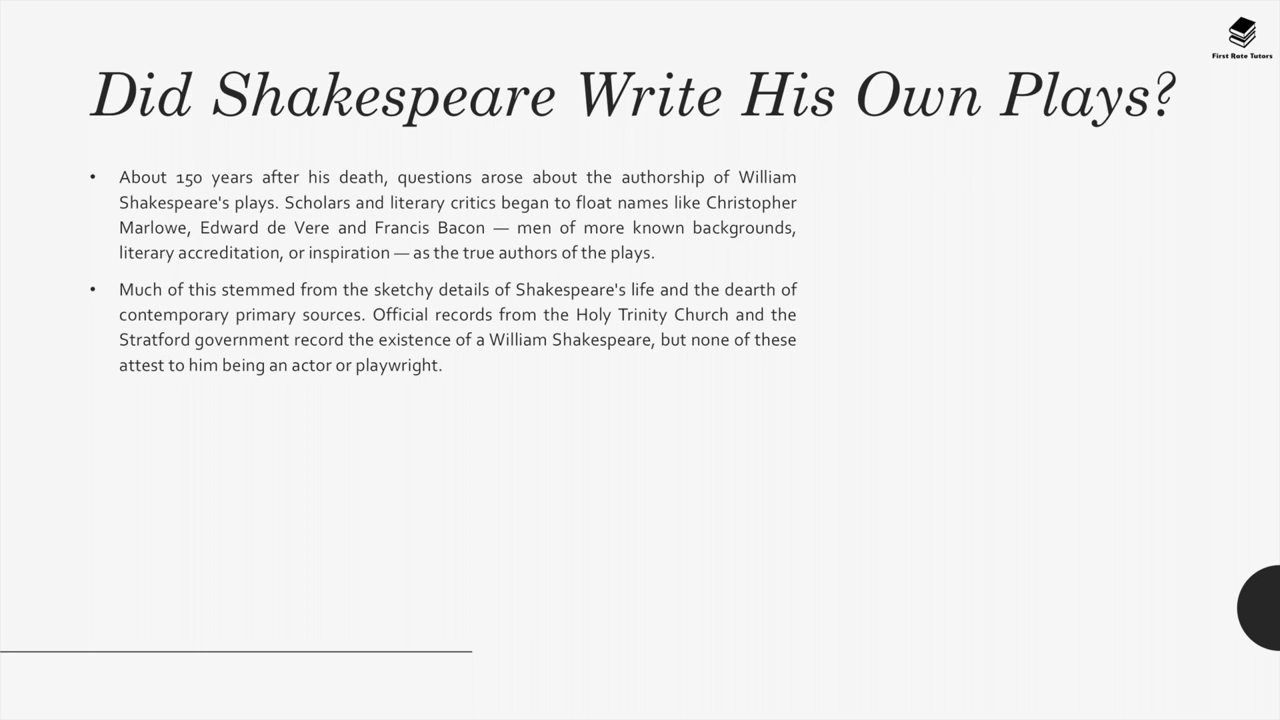 First Rate Tutors
Did Shakespeare Write His Own Plays?
• About 150 years after his death, questions arose about the authorship of William
Shakespeare's plays. Scholars and literary critics began to float names like Christopher
Marlowe, Edward de Vere and Francis Bacon — men of more known backgrounds,
literary accreditation, or inspiration — as the true authors of the plays.
• Much of this stemmed from the sketchy details of Shakespeare's life and the dearth of
contemporary primary sources. Official records from the Holy Trinity Church and the
Stratford government record the existence of a William Shakespeare, but none of these
attest to him being an actor or playwright.